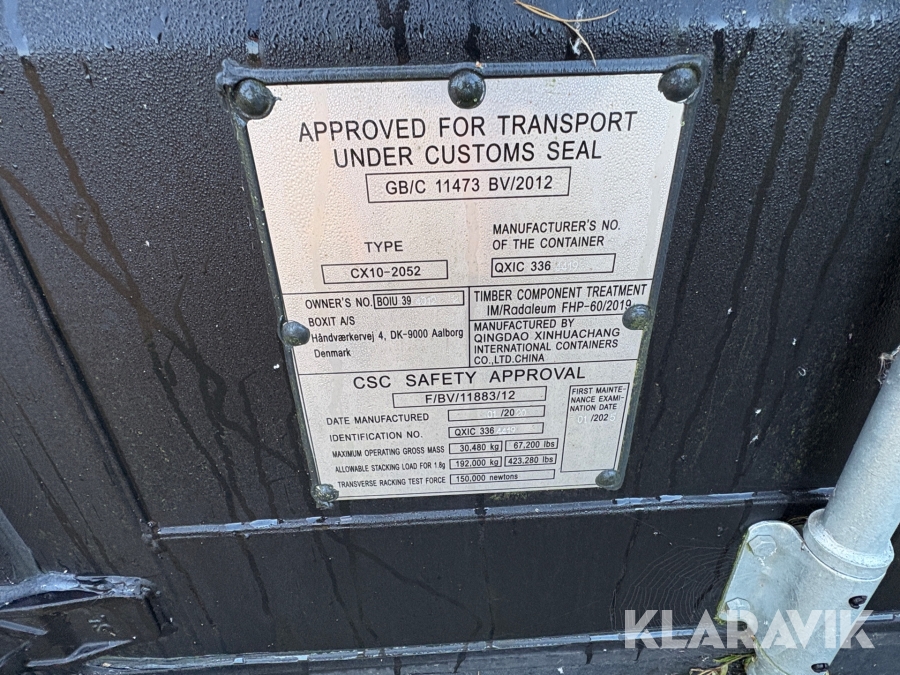 APPROVED FOR TRANSPORT
UNDER CUSTOMS SEAL
GB/C 11473 BV/2012
TYPE
CX10-2052
MANUFACTURER'S NO.
OF THE CONTAINER
QXIC 336
OWNER'S NO. BOIU 39
BOXIT A/S
Håndværkervej 4, DK-9000 Aalborg
Denmark
TIMBER COMPONENT TREATMENT
IM/Radaleum FHP-60/2019
MANUFACTURED BY
QINGDAO XINHUACHANG
INTERNATIONAL CONTAINERS
CO.,LTD.CHINA
CSC SAFETY APPROVAL
F/BV/11883/12
DATE MANUFACTURED 01/2020
IDENTIFICATION NO. QXIC 336
MAXIMUM OPERATING GROSS MASS 30,480 kg 67,200 lbs
ALLOWABLE STACKING LOAD FOR 1.8g 192,000 kg 423,280 lbs
TRANSVERSE RACKING TEST FORCE 150,000 newtons
FIRST MAINTE-
NANCE EXAMI-
NATION DATE
01/2025
KLARAVIK